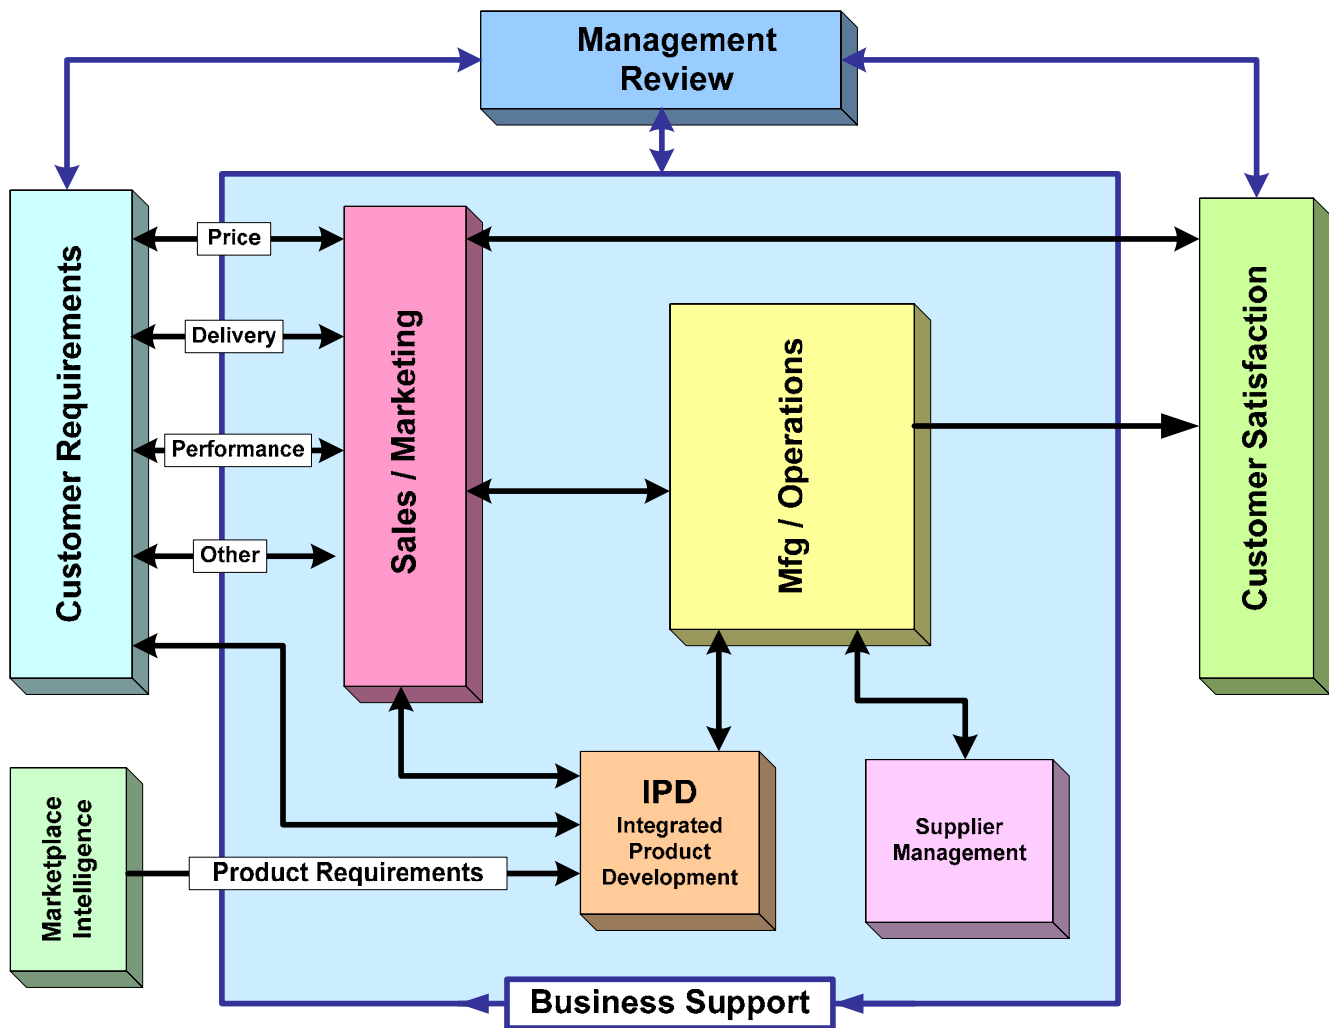 Management
Review
Customer Requirements
Price
Delivery
Performance
Other
Sales / Marketing
Mfg / Operations
Customer Satisfaction
Marketplace
Intelligence
Product Requirements
IPD
Integrated
Product
Development
Supplier
Management
Business Support